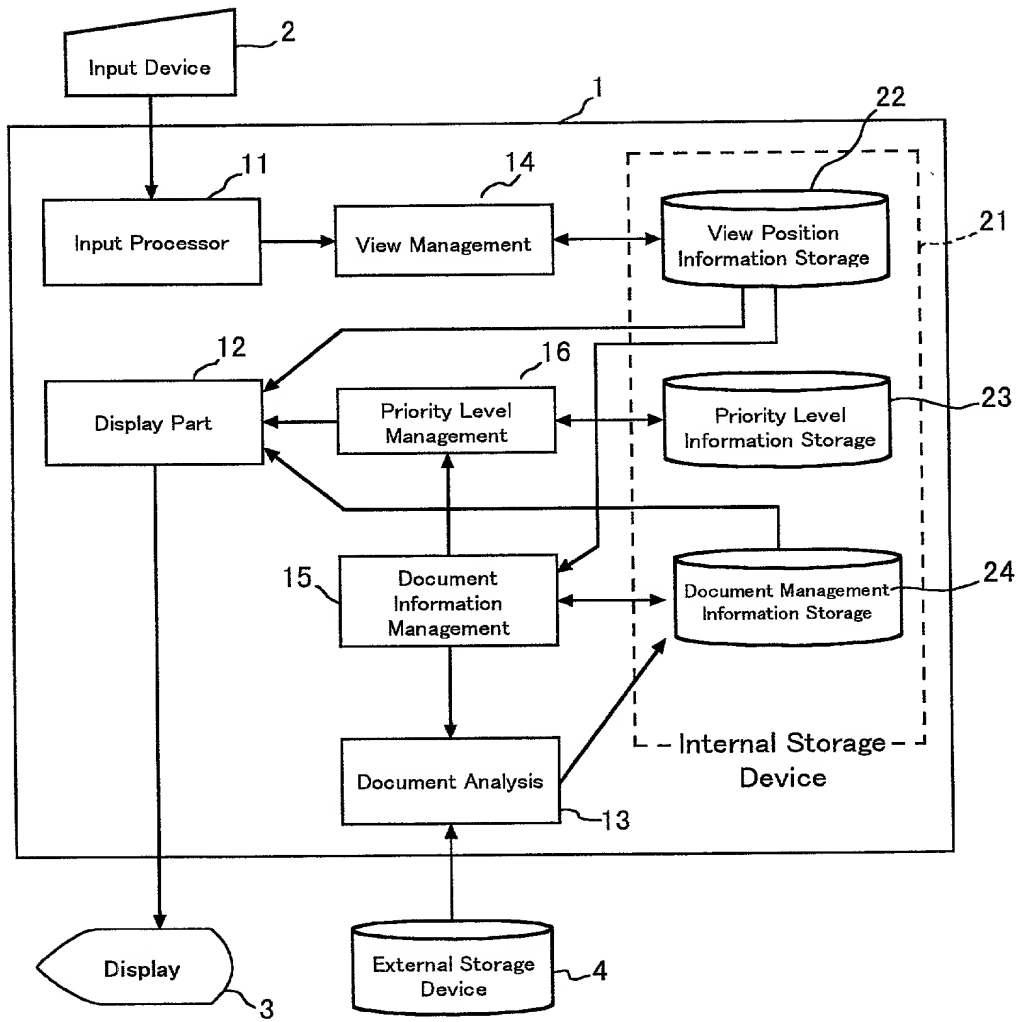 2
Input Device
1
22
11
14
21
Input Processor
View Management
View Position
Information Storage
12
16
23
Display Part
Priority Level
Management
Priority Level
Information Storage
15
24
Document
Information
Management
Document Management
Information Storage
Internal Storage
Device
Document Analysis
13
Display
3
External Storage
Device
4